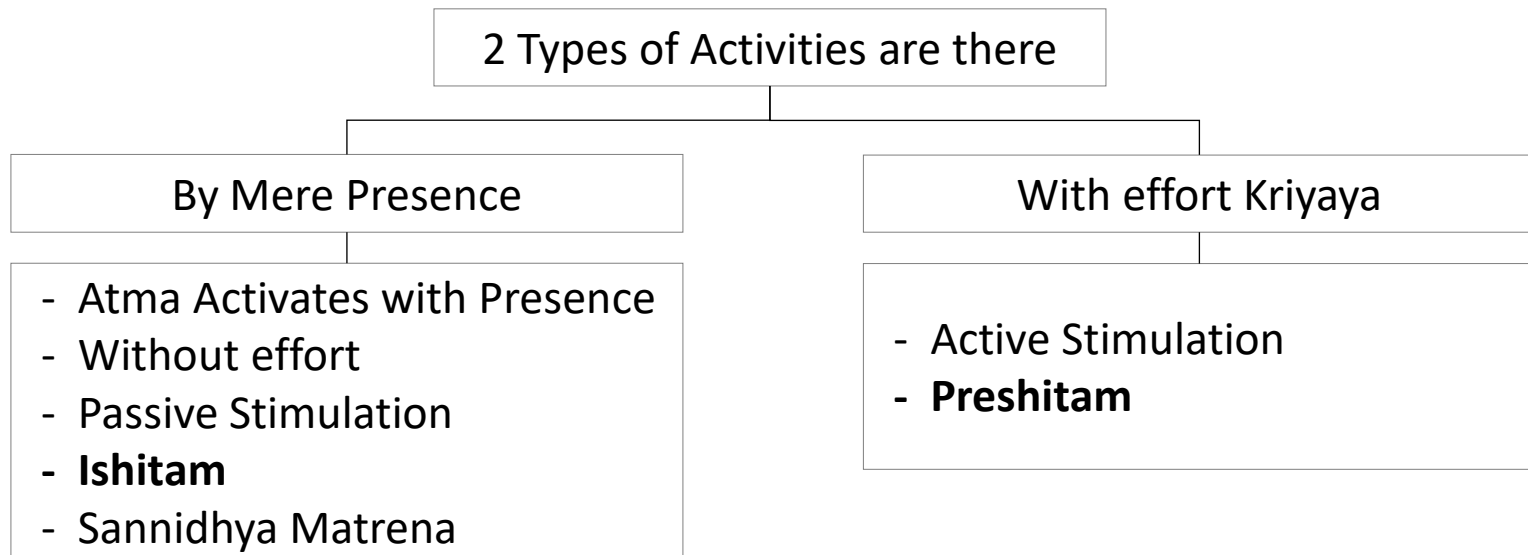 2 Types of Activities are there
By Mere Presence
- Atma Activates with Presence
- Without effort
- Passive Stimulation
- Ishitam
- Sannidhya Matrena
With effort Kriyaya
- Active Stimulation
- Preshitam